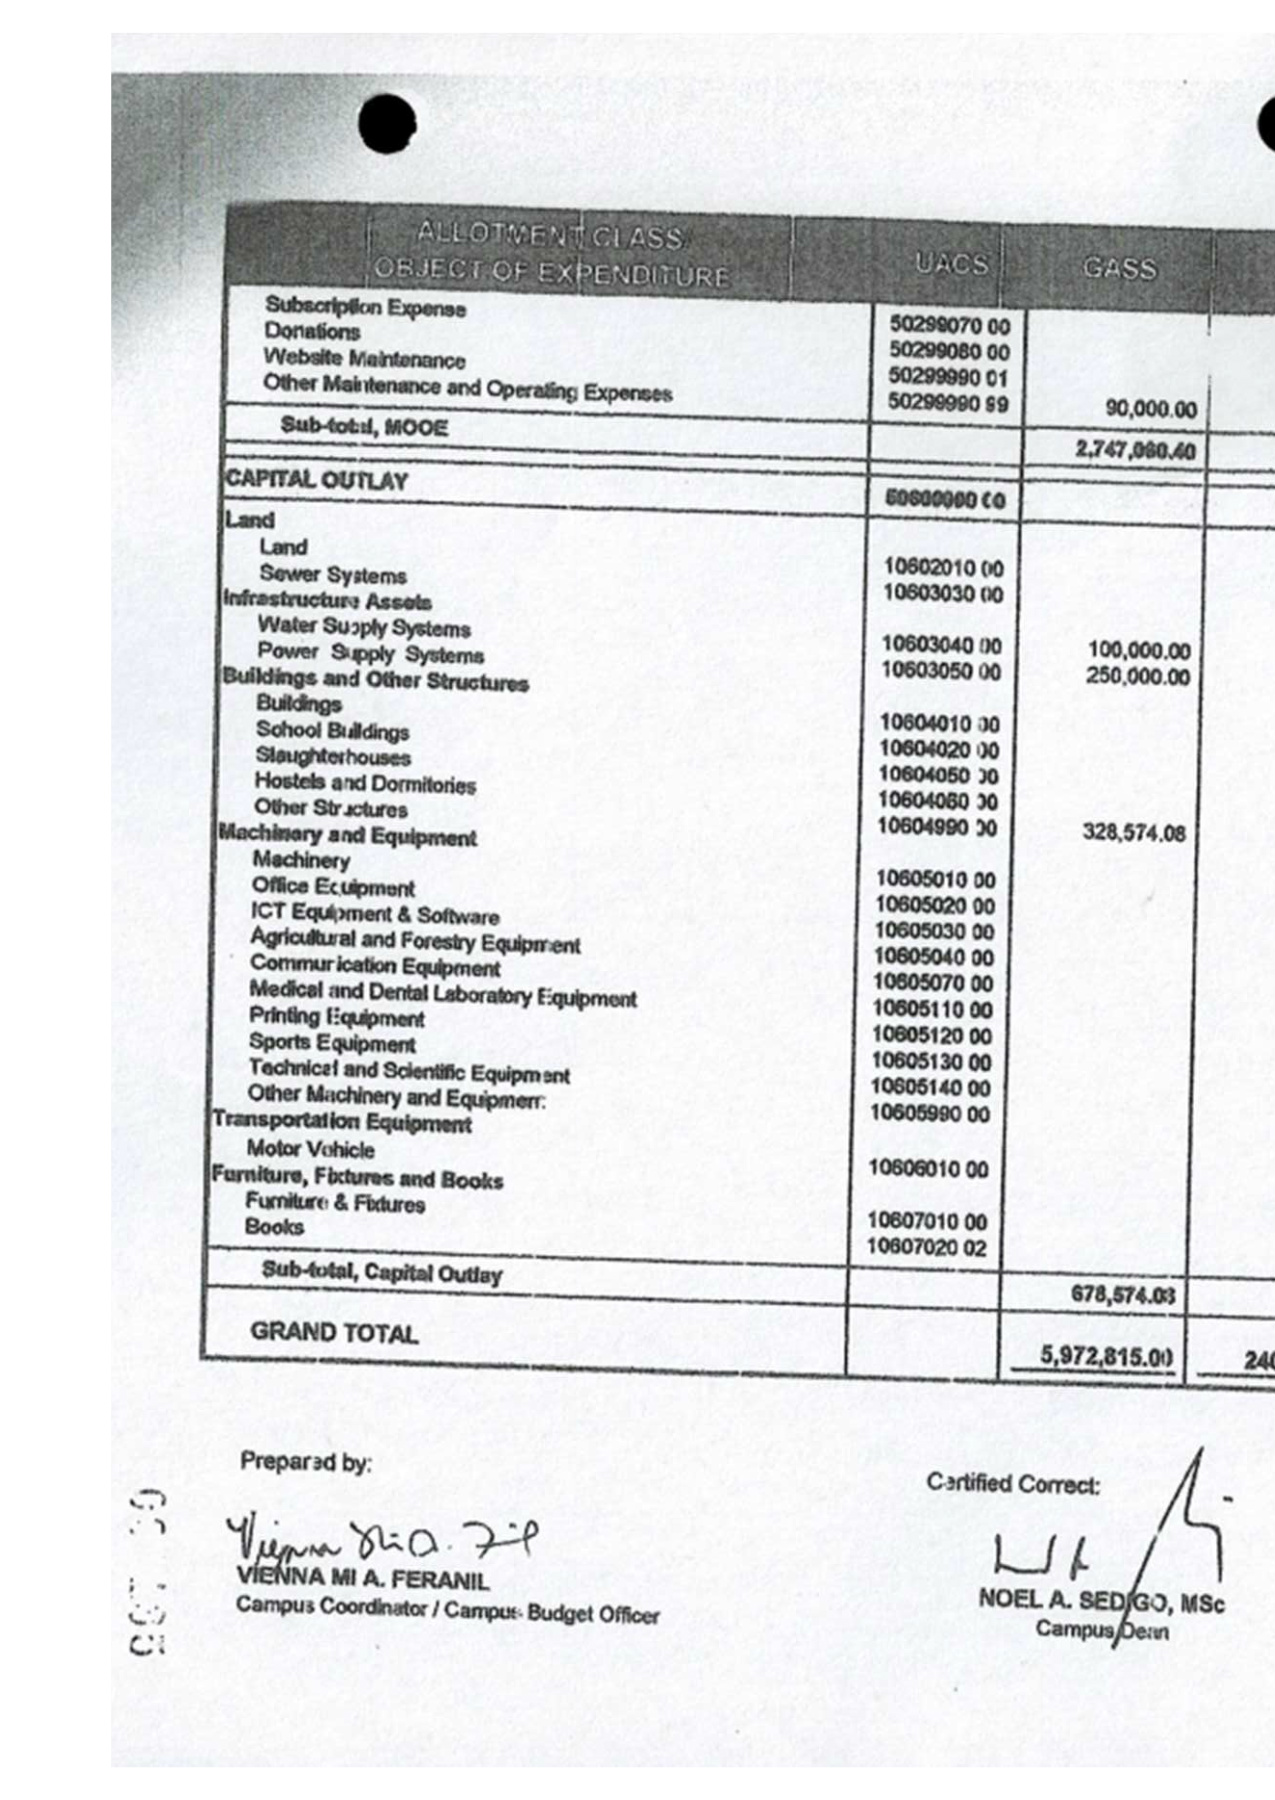 ALLOTMENT CLASS/
OBJECT OF EXPENDITURE UACS GASS
Subscription Expense 50299070 00
Donations 50299080 00
Website Maintenance 50299990 01
Other Maintenance and Operating Expenses 50299990 99 90,000.00
Sub-total, MOOE 2,747,060.40
CAPITAL OUTLAY 50600000 00
Land
Land 10602010 00
Sewer Systems 10603030 00
Infrastructure Assets
Water Supply Systems 10603040 00 100,000.00
Power Supply Systems 10603050 00 250,000.00
Buildings and Other Structures
Buildings 10604010 00
School Buildings 10604020 00
Slaughterhouses 10604050 00
Hostels and Dormitories 10604060 00
Other Structures 10604990 00 328,574.08
Machinery and Equipment
Machinery 10605010 00
Office Equipment 10605020 00
ICT Equipment & Software 10605030 00
Agricultural and Forestry Equipment 10605040 00
Communication Equipment 10605070 00
Medical and Dental Laboratory Equipment 10605110 00
Printing Equipment 10605120 00
Sports Equipment 10605130 00
Technical and Scientific Equipment 10605140 00
Other Machinery and Equipment 10605990 00
Transportation Equipment
Motor Vehicle 10606010 00
Furniture, Fixtures and Books
Furniture & Fixtures 10607010 00
Books 10607020 02
Sub-total, Capital Outlay 678,574.08
GRAND TOTAL 5,972,815.00 240
Prepared by:
Certified Correct:
VIENNA MI A. FERANIL
Campus Coordinator / Campus Budget Officer
NOEL A. SEDIGO, MSc
Campus Dean